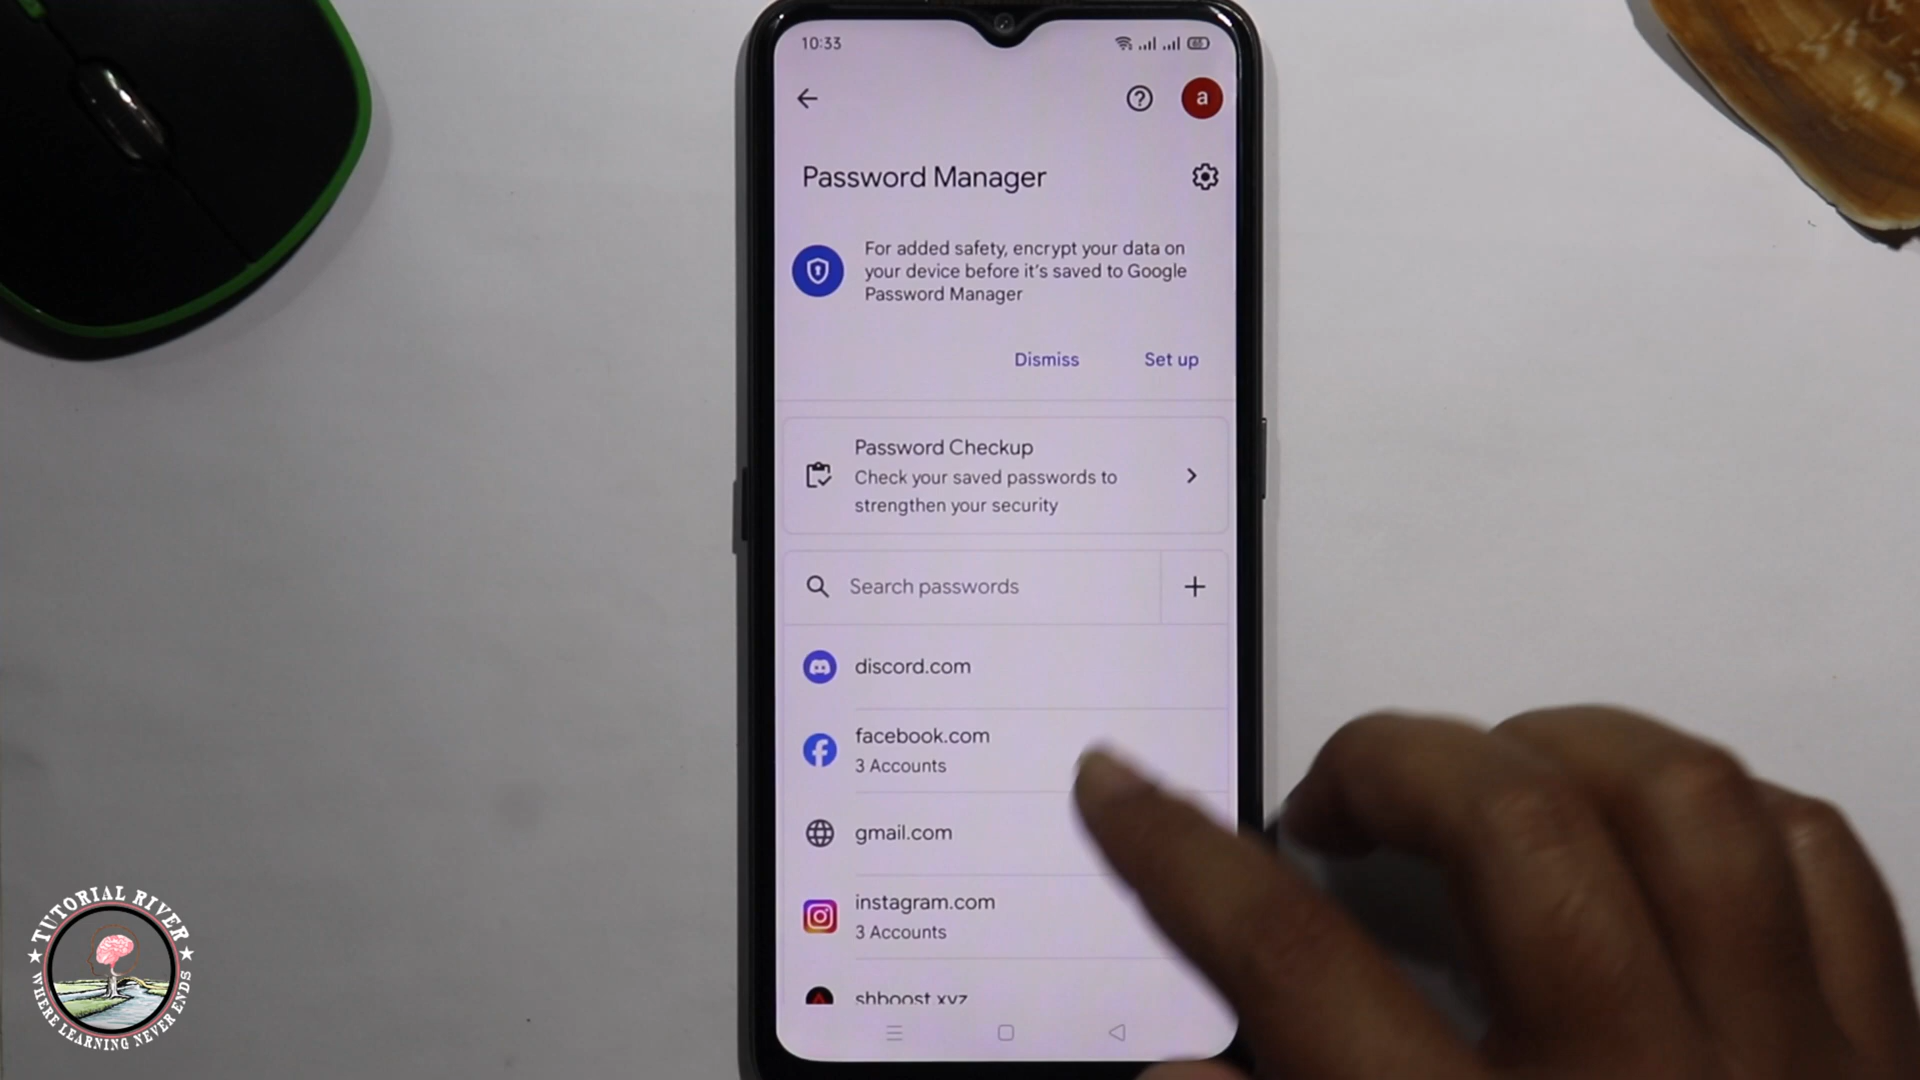 10:33
a
Password Manager
For added safety, encrypt your data on
your device before it's saved to Google
Password Manager
Dismiss
Set up
Password Checkup
Check your saved passwords to
strengthen your security
Search passwords
discord.com
facebook.com
3 Accounts
gmail.com
instagram.com
3 Accounts
shboost.xyz
TUTORIAL RIVER
WHERE LEARNING NEVER ENDS